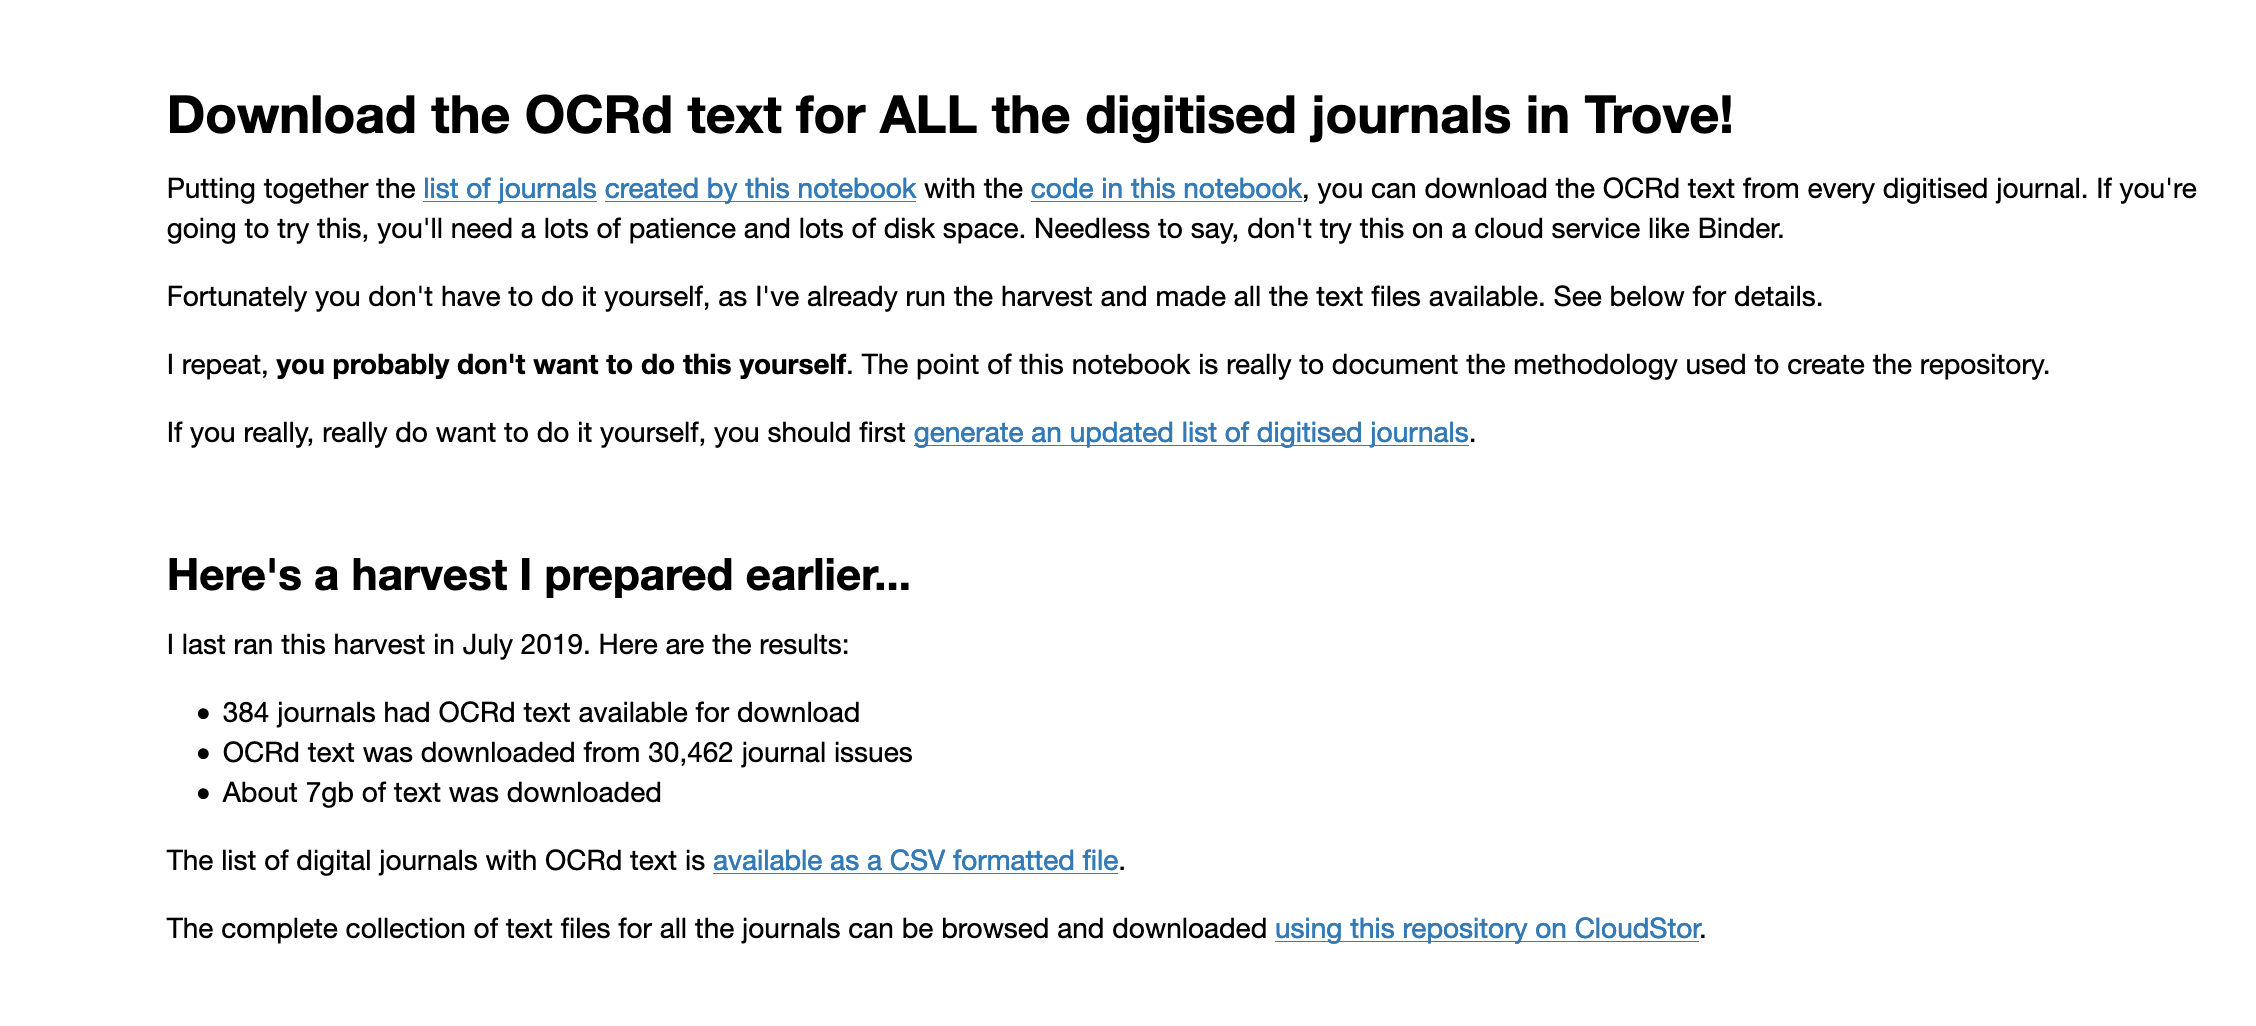 Download the OCRd text for ALL the digitised journals in Trove!
Putting together the list of journals created by this notebook with the code in this notebook, you can download the OCRd text from every digitised journal. If you're
going to try this, you'll need a lots of patience and lots of disk space. Needless to say, don't try this on a cloud service like Binder.
Fortunately you don't have to do it yourself, as I've already run the harvest and made all the text files available. See below for details.
I repeat, you probably don't want to do this yourself. The point of this notebook is really to document the methodology used to create the repository.
If you really, really do want to do it yourself, you should first generate an updated list of digitised journals.
Here's a harvest I prepared earlier...
I last ran this harvest in July 2019. Here are the results:
• 384 journals had OCRd text available for download
• OCRd text was downloaded from 30,462 journal issues
• About 7gb of text was downloaded
The list of digital journals with OCRd text is available as a CSV formatted file.
The complete collection of text files for all the journals can be browsed and downloaded using this repository on CloudStor.